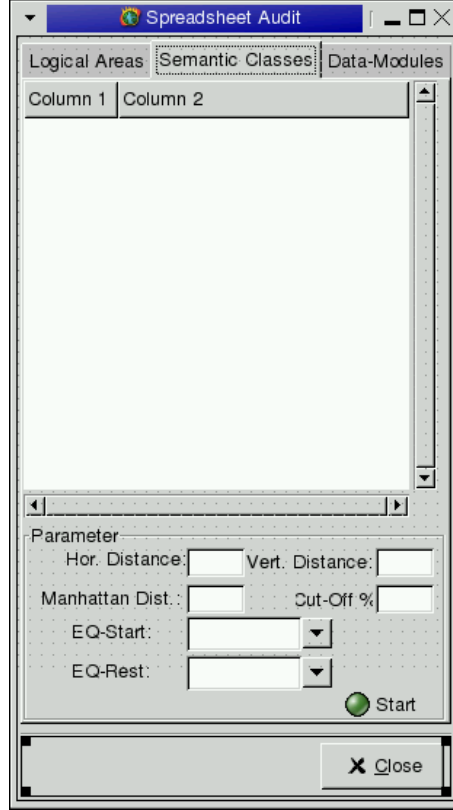 Spreadsheet Audit
Logical Areas Semantic Classes Data-Modules
Column 1 Column 2
Parameter
Hor. Distance: Vert. Distance:
Manhattan Dist.: Cut-Off %
EQ-Start:
EQ-Rest:
Start
Close